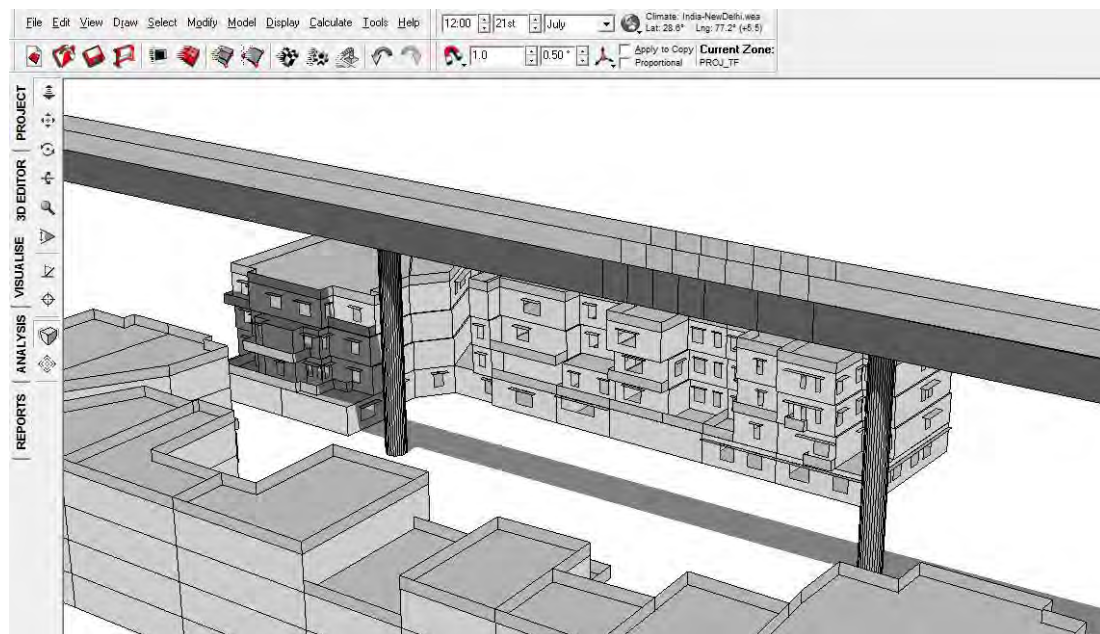 File Edit View Draw Select Modify Model Display Calculate Tools Help
12:00 21st July
Climate: India-NewDelhi.wea
Lat: 28.6° Lng: 77.2° (+5.5)
1.0 0.50 °
Apply to Copy
Proportional
Current Zone:
PROJ_TF
PROJECT
3D EDITOR
VISUALISE
ANALYSIS
REPORTS